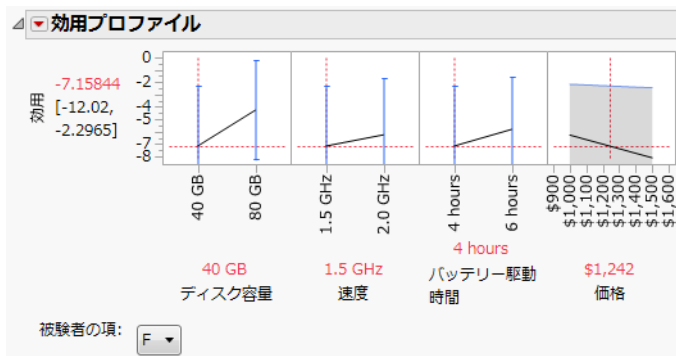 効用プロファイル
効用
-7.15844
[-12.02,
-2.2965]
0
-2
-4
-5
-7
-8
40 GB
80 GB
1.5 GHz
2.0 GHz
4 hours
6 hours
$900
$1,000
$1,100
$1,200
$1,300
$1,400
$1,500
$1,600
40 GB
ディスク容量
1.5 GHz
速度
4 hours
バッテリー駆動
時間
$1,242
価格
被験者の項:
F